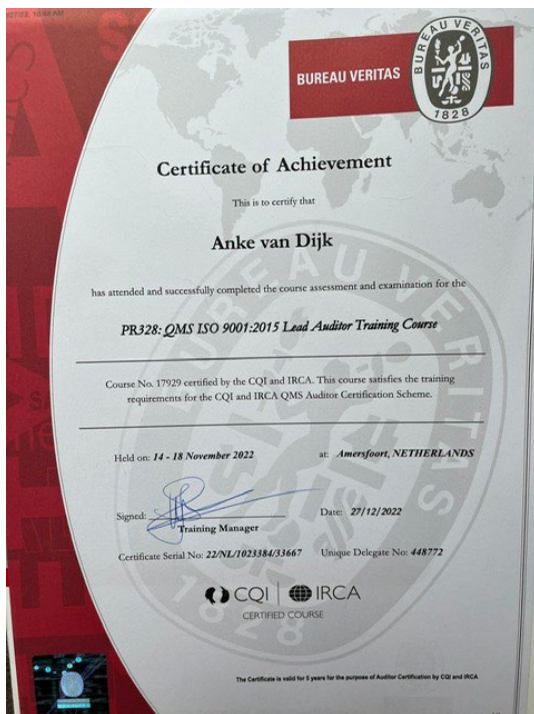 BUREAU VERITAS
BUREAU VERITAS
1828
Certificate of Achievement
This is to certify that
Anke van Dijk
has attended and successfully completed the course assessment and examination for the
PR328: QMS ISO 9001:2015 Lead Auditor Training Course
Course No. 17929 certified by the CQI and IRCA. This course satisfies the training
requirements for the CQI and IRCA QMS Auditor Certification Scheme.
Held on: 14 - 18 November 2022 at: Amersfoort, NETHERLANDS
Signed: Date: 27/12/2022
Training Manager
Certificate Serial No: 22/NL/1023384/33667 Unique Delegate No: 448772
CQI IRCA
CERTIFIED COURSE
BUREAU VERITAS
1828
The Certificate is valid for 5 years for the purpose of Auditor Certification by CQI and IRCA